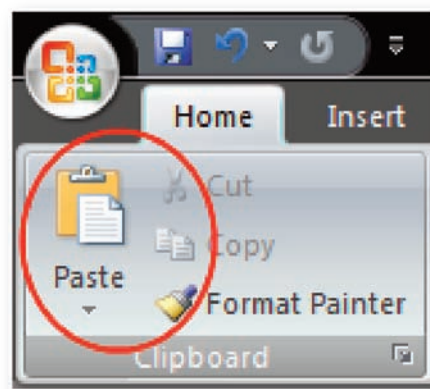 Home Insert
Cut
Copy
Paste
Format Painter
Clipboard